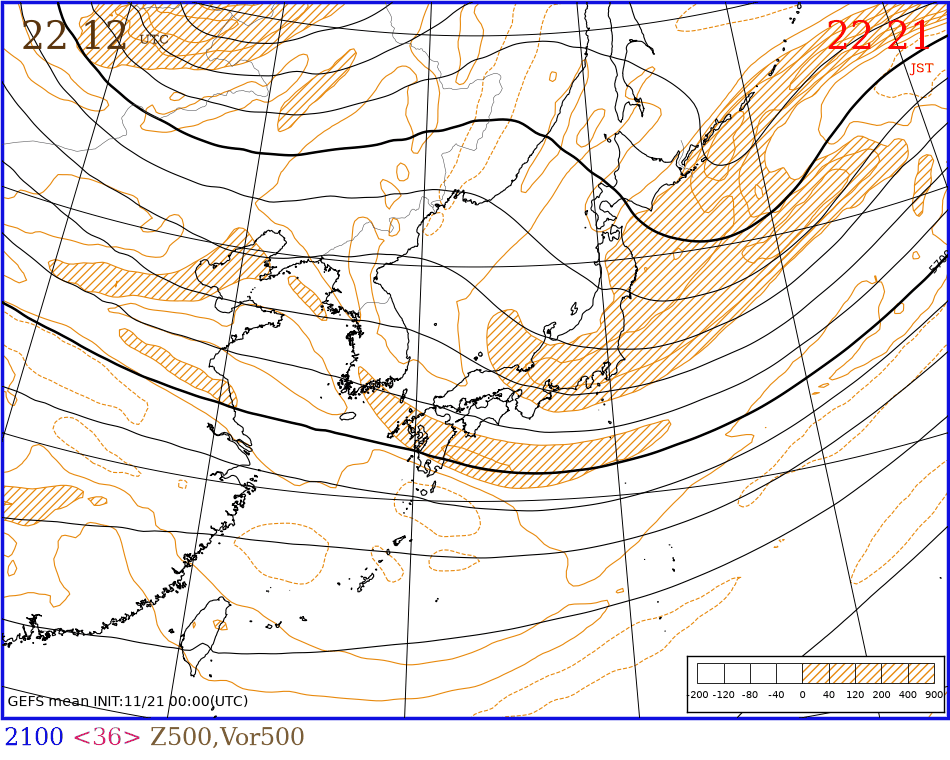 22 12 UTC
22 21
JST
-200 -120 -80 -40 0 40 120 200 400 900
GEFS mean INIT:11/21 00:00(UTC)
2100 <36> Z500,Vor500